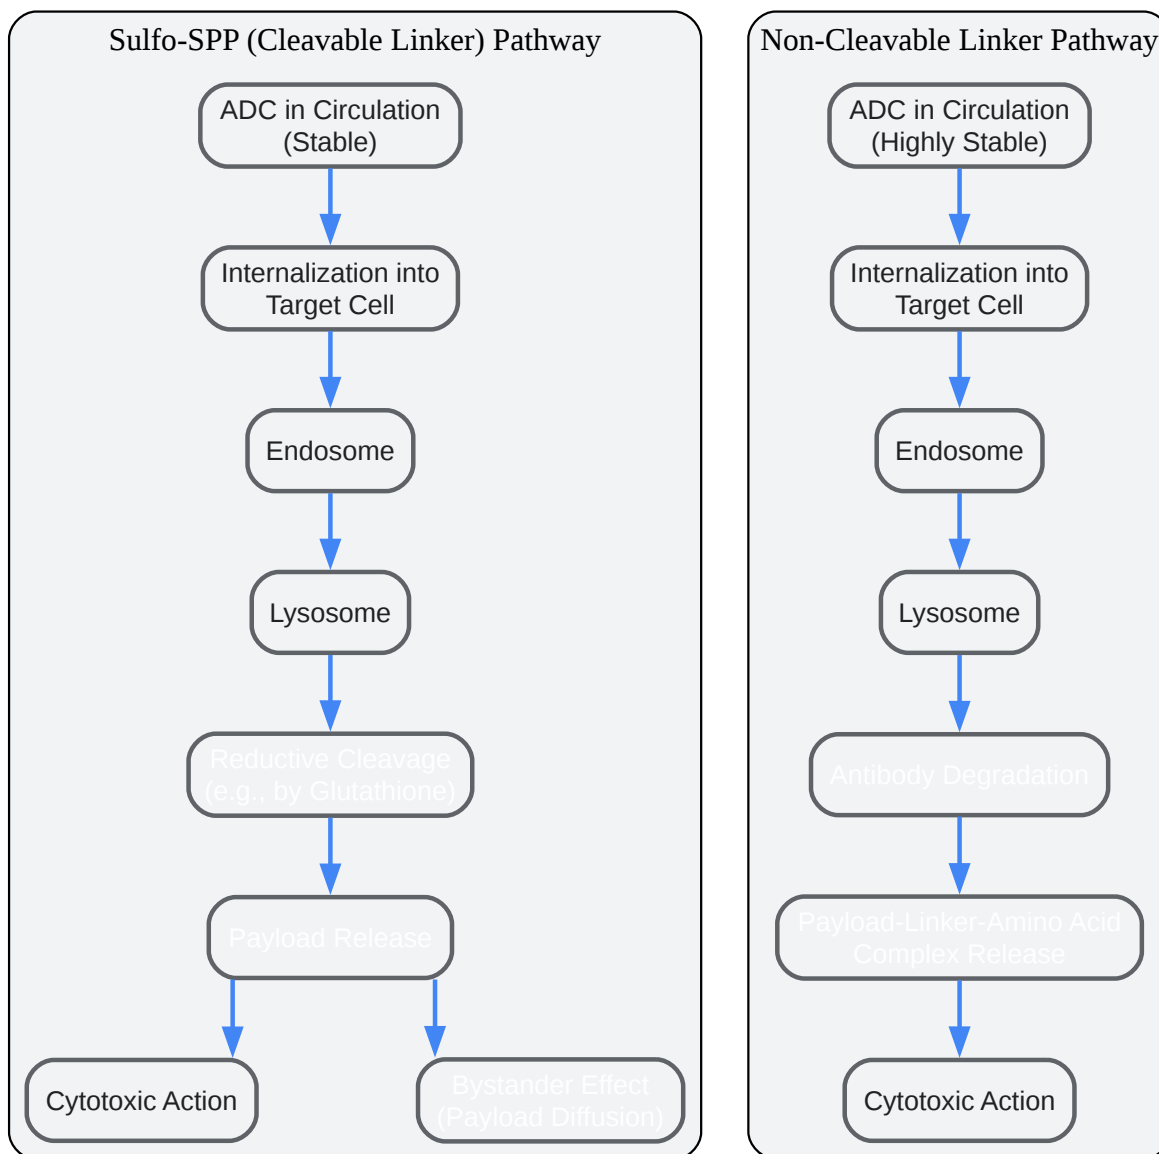 Sulfo-SPP (Cleavable Linker) Pathway
ADC in Circulation
(Stable)
Internalization into
Target Cell
Endosome
Lysosome
Reductive Cleavage
(e.g., by Glutathione)
Payload Release
Cytotoxic Action
Bystander Effect
(Payload Diffusion)
Non-Cleavable Linker Pathway
ADC in Circulation
(Highly Stable)
Internalization into
Target Cell
Endosome
Lysosome
Antibody Degradation
Payload-Linker-Amino Acid
Complex Release
Cytotoxic Action